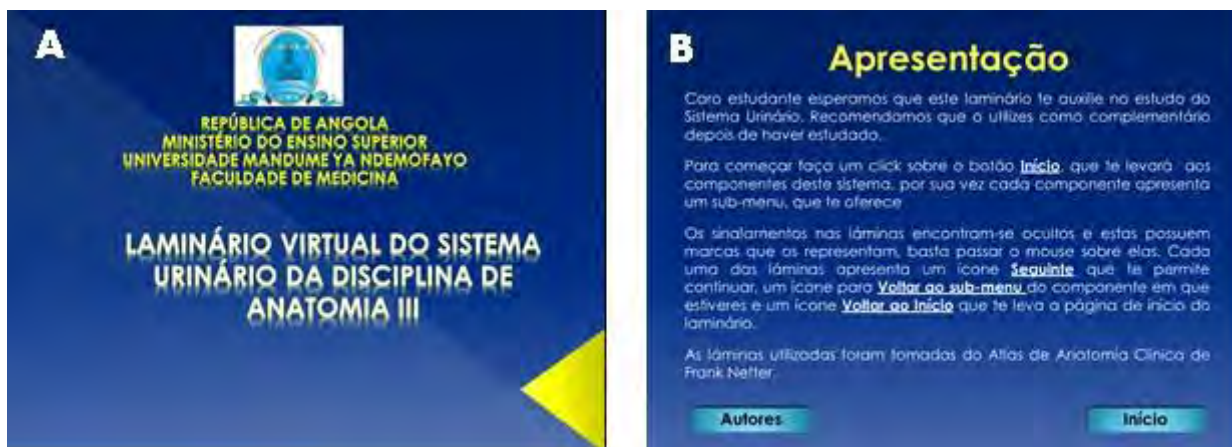 A
REPÚBLICA DE ANGOLA
MINISTÉRIO DO ENSINO SUPERIOR
UNIVERSIDADE MANDUME YA NDEMOFAYO
FACULDADE DE MEDICINA
LAMINÁRIO VIRTUAL DO SISTEMA
URINÁRIO DA DISCIPLINA DE
ANATOMIA III
B
Apresentação
Caro estudante esperamos que este laminário te auxilie no estudo do
Sistema Urinário. Recomendamos que o utilizes como complementário
depois de haver estudado.
Para começar faça um click sobre o botão Início, que te levará aos
componentes deste sistema, por sua vez cada componente apresenta
um sub-menu, que te oferece
Os sinalamentos nas lâminas encontram-se ocultos e estas possuem
marcas que os representam, basta passar o mouse sobre elas. Cada
uma das lâminas apresenta um ícone Seguinte que te permite
continuar, um ícone para Voltar ao sub-menu do componente em que
estiveres e um ícone Voltar ao Início que te leva a página de início do
laminário.
As lâminas utilizadas foram tomadas do Atlas de Anatomia Clínica de
Frank Netter
Autores
Início